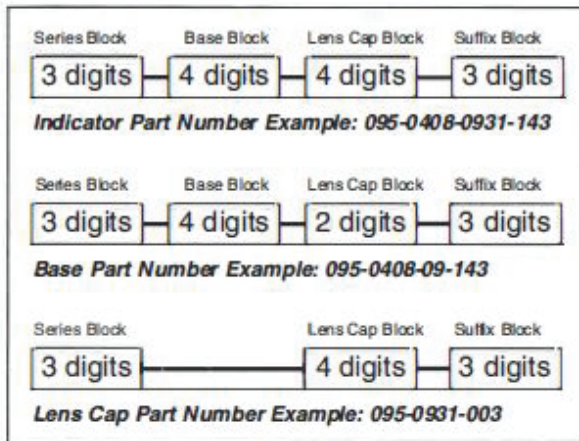 Series Block Base Block Lens Cap Block Suffix Block
3 digits 4 digits 4 digits 3 digits
Indicator Part Number Example: 095-0408-0931-143
Series Block Base Block Lens Cap Block Suffix Block
3 digits 4 digits 2 digits 3 digits
Base Part Number Example: 095-0408-09-143
Series Block Lens Cap Block Suffix Block
3 digits 4 digits 3 digits
Lens Cap Part Number Example: 095-0931-003